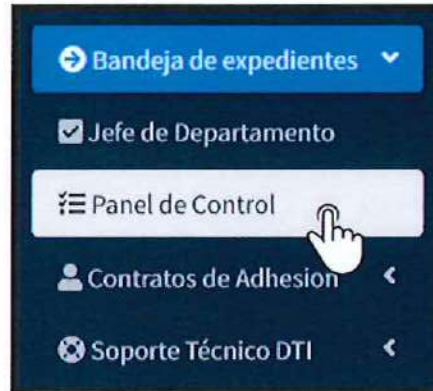 Bandeja de expedientes
Jefe de Departamento
Panel de Control
Contratos de Adhesion
Soporte Técnico DTI